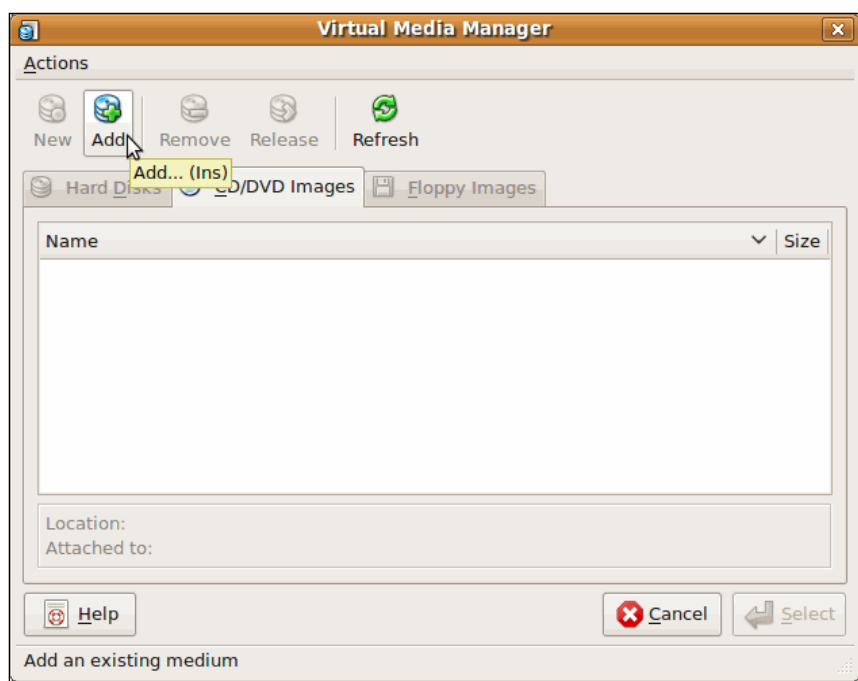 Virtual Media Manager
Actions
New Add Remove Release Refresh
Add... (Ins)
Hard Disks CD/DVD Images Floppy Images
Name Size
Location:
Attached to:
Help Cancel Select
Add an existing medium